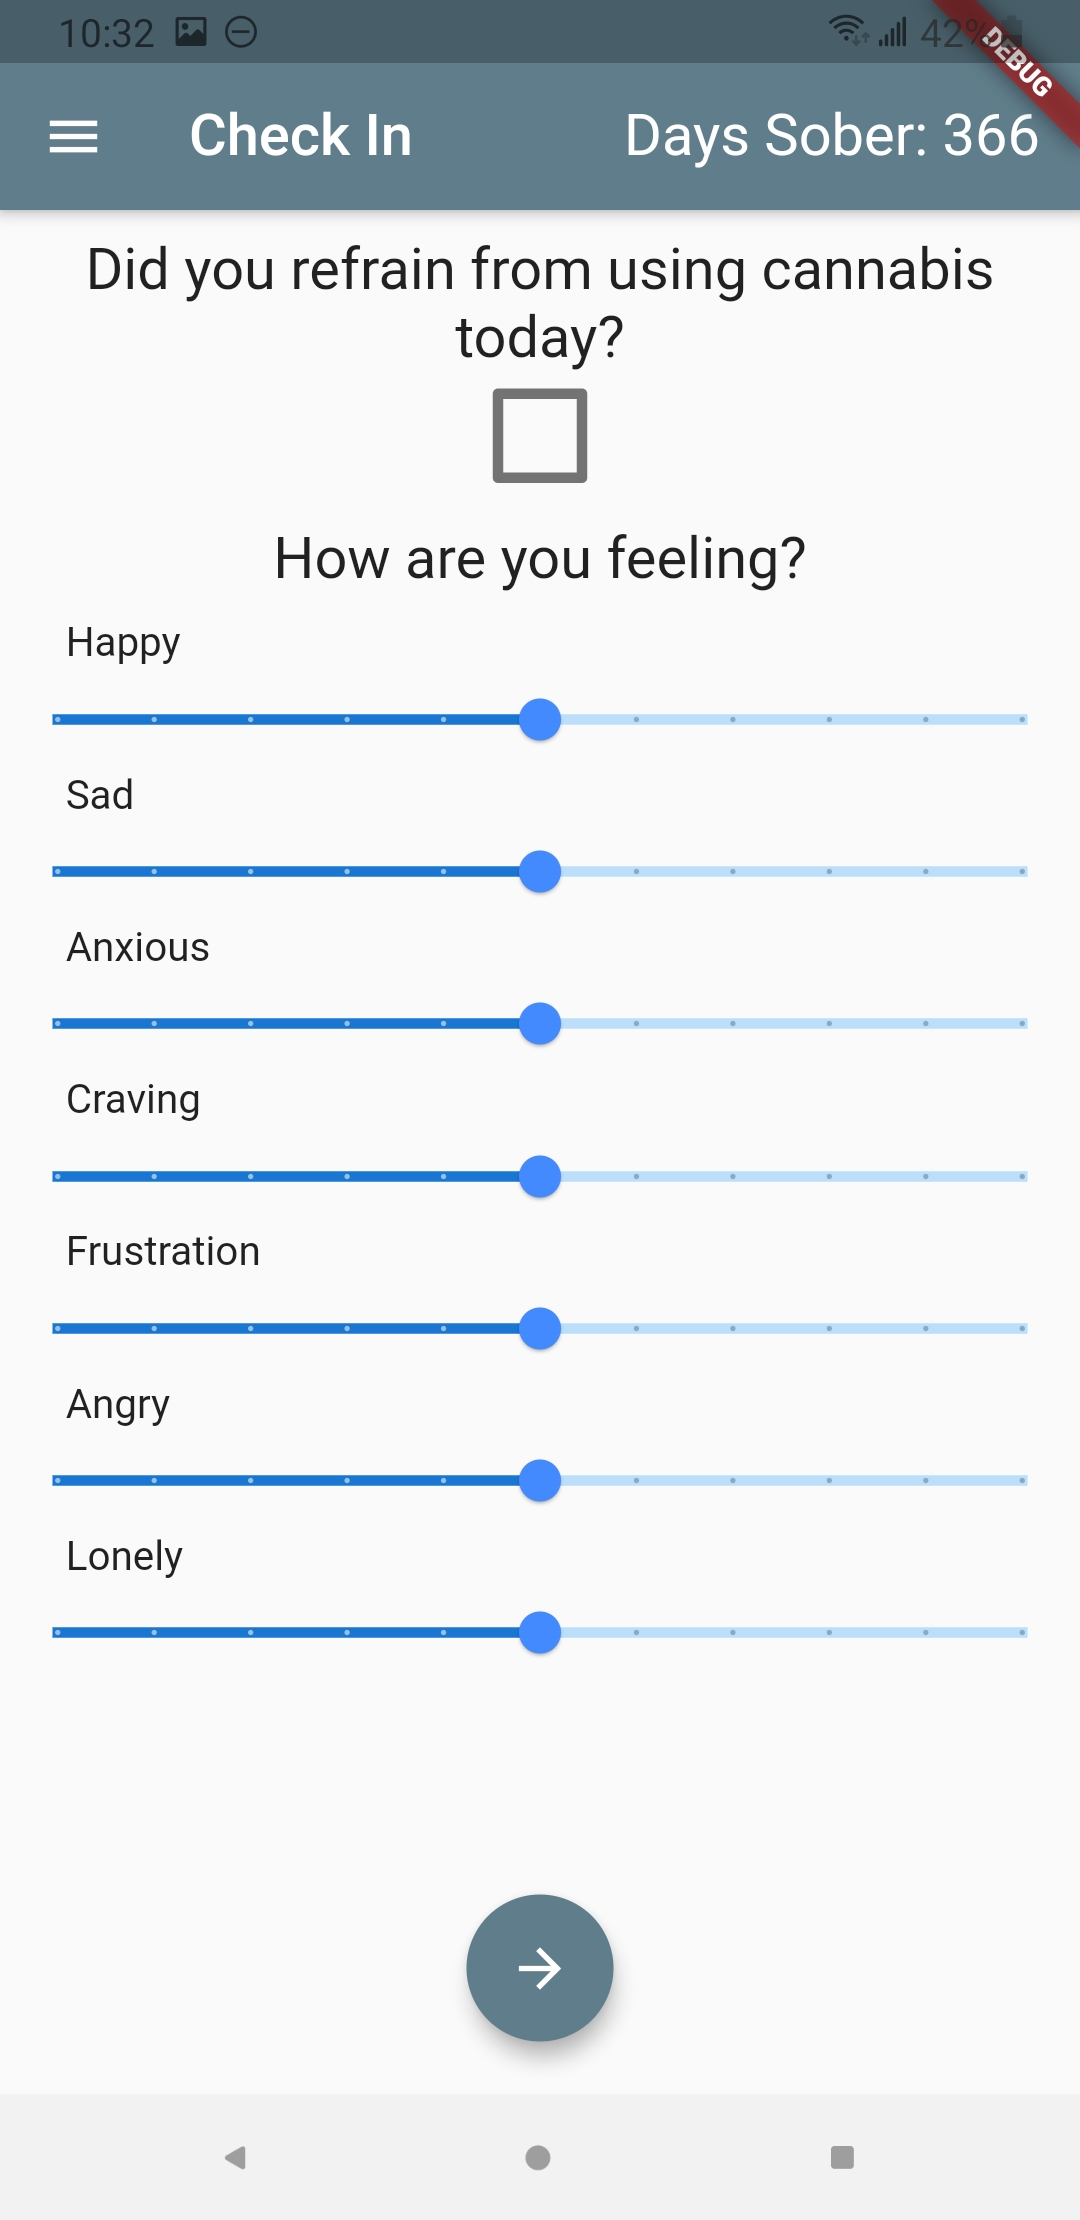 10:32 42%
DEBUG
Check In Days Sober: 366
Did you refrain from using cannabis
today?
How are you feeling?
Happy
Sad
Anxious
Craving
Frustration
Angry
Lonely